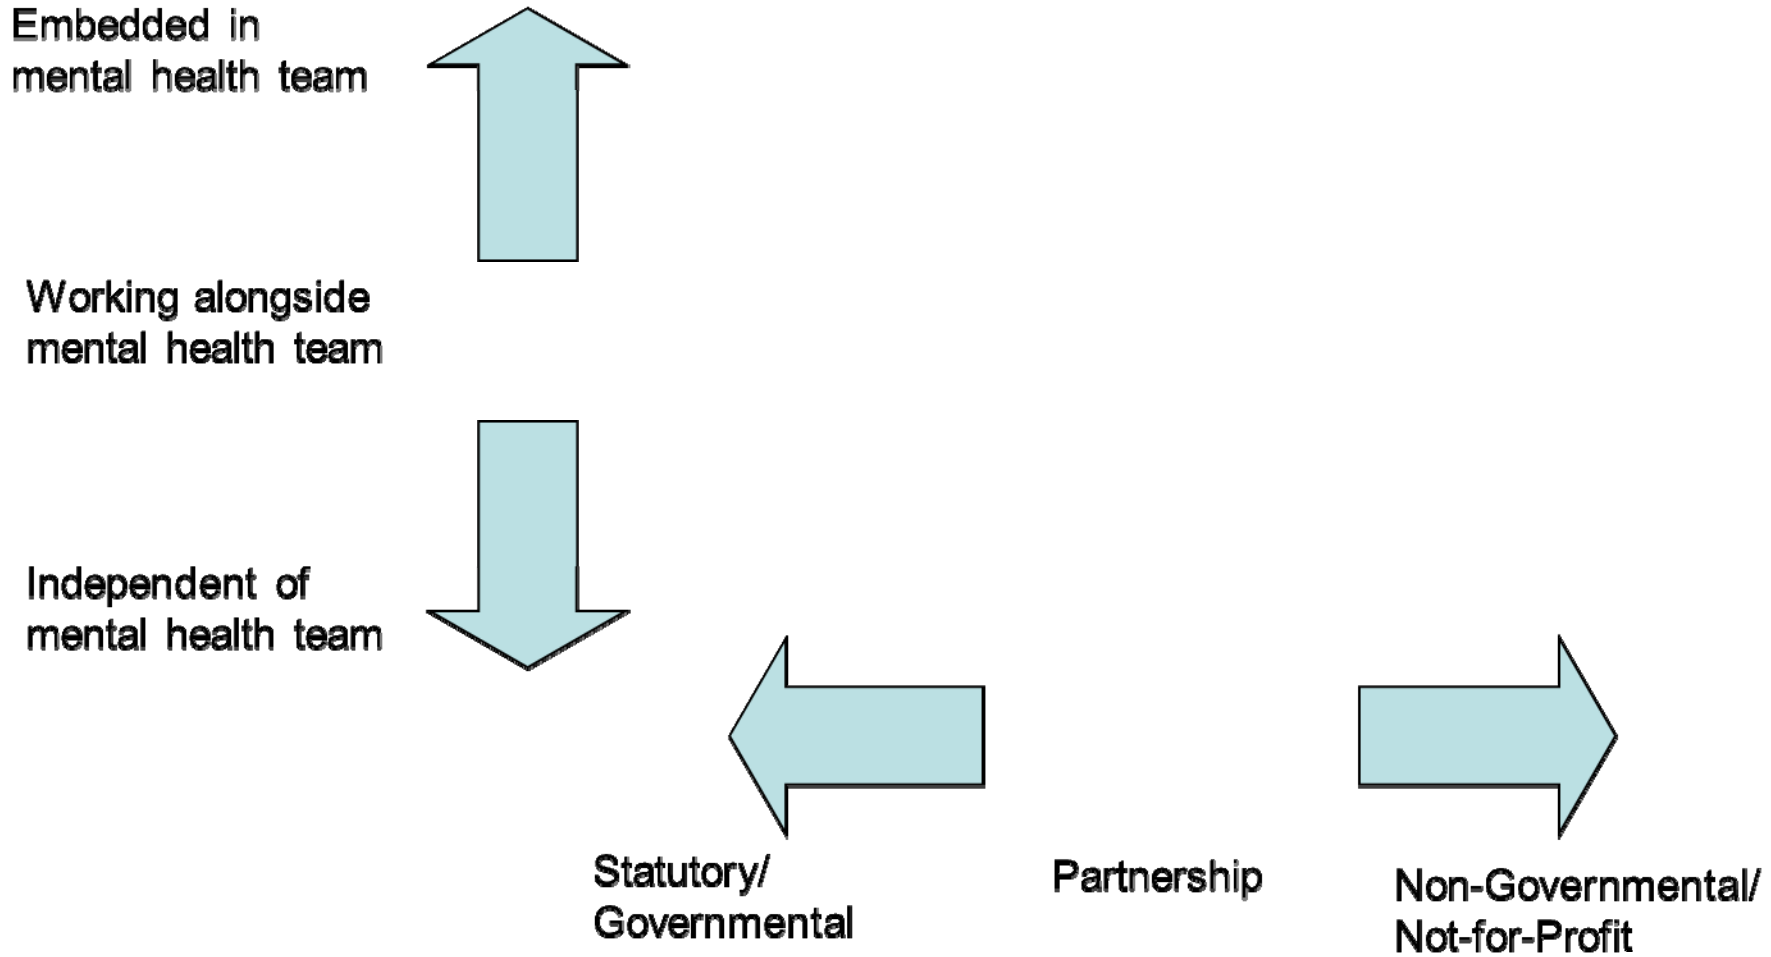 Embedded in
mental health team
Working alongside
mental health team
Independent of
mental health team
Statutory/
Governmental
Partnership
Non-Governmental/
Not-for-Profit